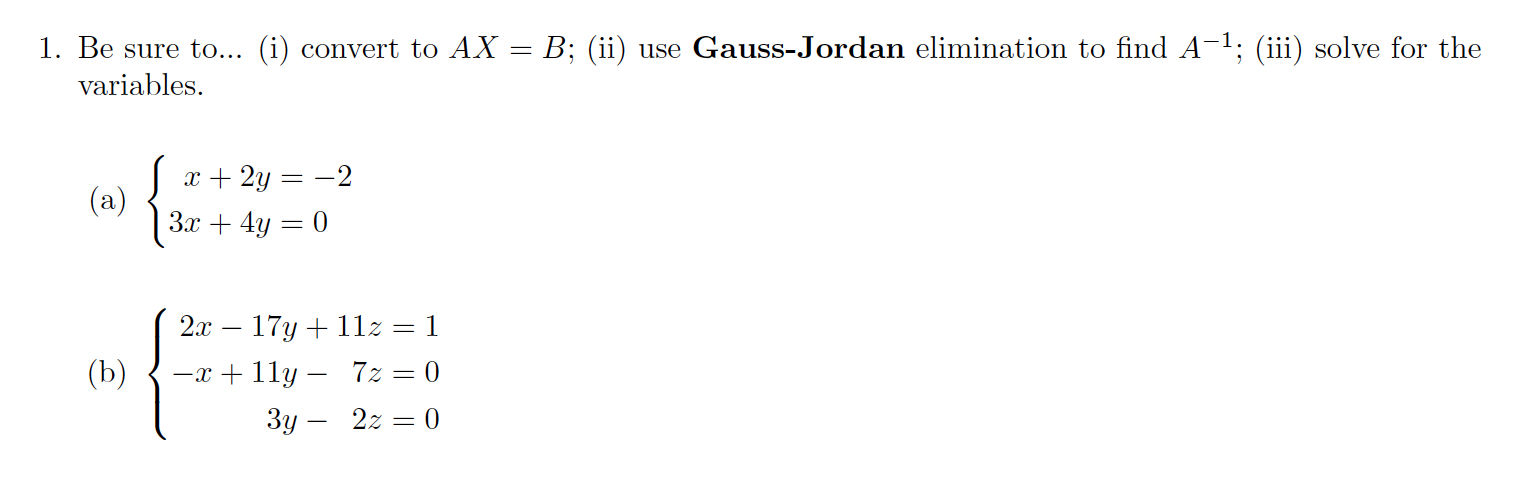 1. Be sure to... (i) convert to AX = B; (ii) use Gauss-Jordan elimination to find A⁻¹; (iii) solve for the
variables.
(a) { x + 2y = −2
3x + 4y = 0
(b) { 2x − 17y + 11z = 1
−x + 11y − 7z = 0
3y − 2z = 0